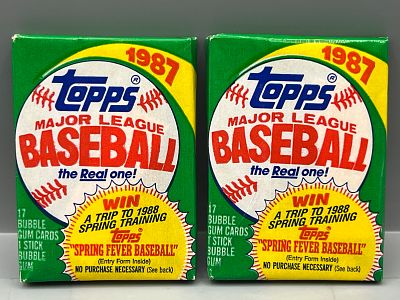 1987
Topps
MAJOR LEAGUE
BASEBALL
the Real one!
WIN
A TRIP TO 1988
SPRING TRAINING
Topps
"SPRING FEVER BASEBALL"
(Entry Form Inside)
NO PURCHASE NECESSARY (See back)
17
BUBBLE
GUM CARDS
1 STICK
BUBBLE
GUM
1987
Topps
MAJOR LEAGUE
BASEBALL
the Real one!
WIN
A TRIP TO 1988
SPRING TRAINING
Topps
"SPRING FEVER BASEBALL"
(Entry Form Inside)
NO PURCHASE NECESSARY (See back)
17
BUBBLE
GUM CARDS
1 STICK
BUBBLE
GUM